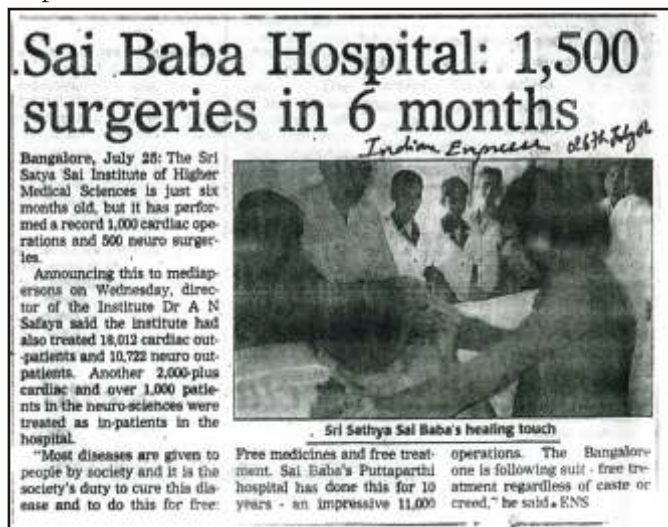 Sai Baba Hospital: 1,500
surgeries in 6 months
Indian Express 26th July 01
Bangalore, July 25: The Sri
Satya Sai Institute of Higher
Medical Sciences is just six
months old, but it has perfor-
med a record 1,000 cardiac ope-
rations and 500 neuro surger-
ies.
Announcing this to mediap-
ersons on Wednesday, direc-
tor of the Institute Dr A N
Safaya said the institute had
also treated 18,012 cardiac out-
-patients and 10,722 neuro out-
patients. Another 2,000-plus
cardiac and over 1,000 patie-
nts in the neuro-sciences were
treated as in-patients in the
hospital.
"Most diseases are given to
people by society and it is the
society's duty to cure this dis-
ease and to do this for free.
Sri Sathya Sai Baba's healing touch
Free medicines and free treat-
ment. Sai Baba's Puttaparthi
hospital has done this for 10
years - an impressive 11,000
operations. The Bangalore
one is following suit - free tre-
atment regardless of caste or
creed," he said. ENS